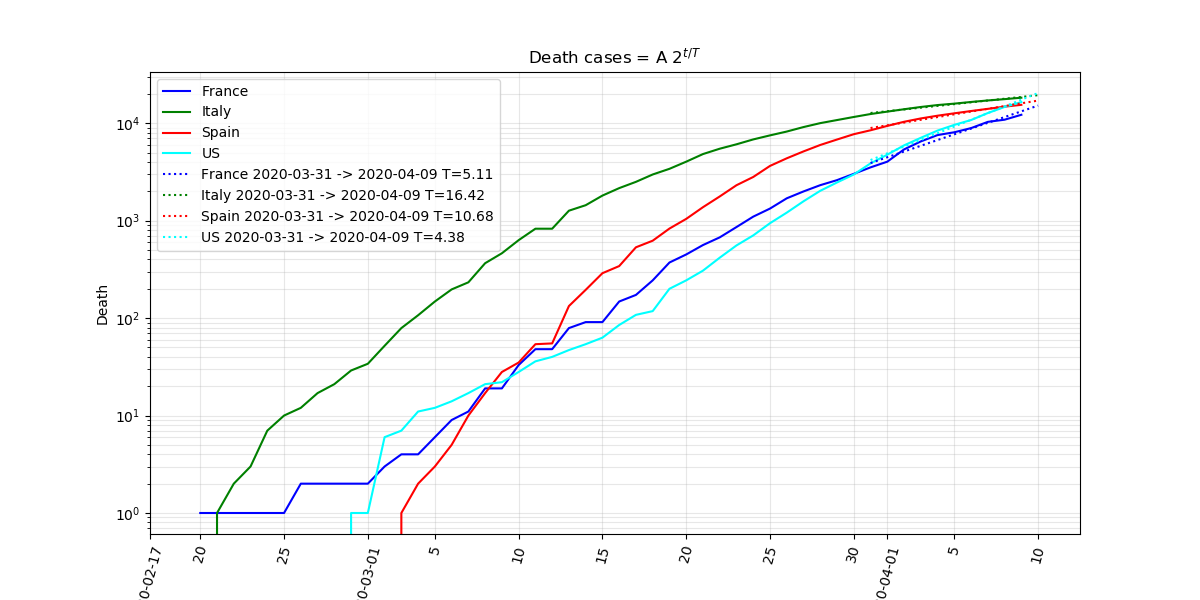 Death cases = A 2^{t/T}
France
Italy
Spain
US
France 2020-03-31 -> 2020-04-09 T=5.11
Italy 2020-03-31 -> 2020-04-09 T=16.42
Spain 2020-03-31 -> 2020-04-09 T=10.68
US 2020-03-31 -> 2020-04-09 T=4.38
Death
10^4
10^3
10^2
10^1
10^0
0-02-17
20
25
0-03-01
5
10
15
20
25
30
0-04-01
5
10